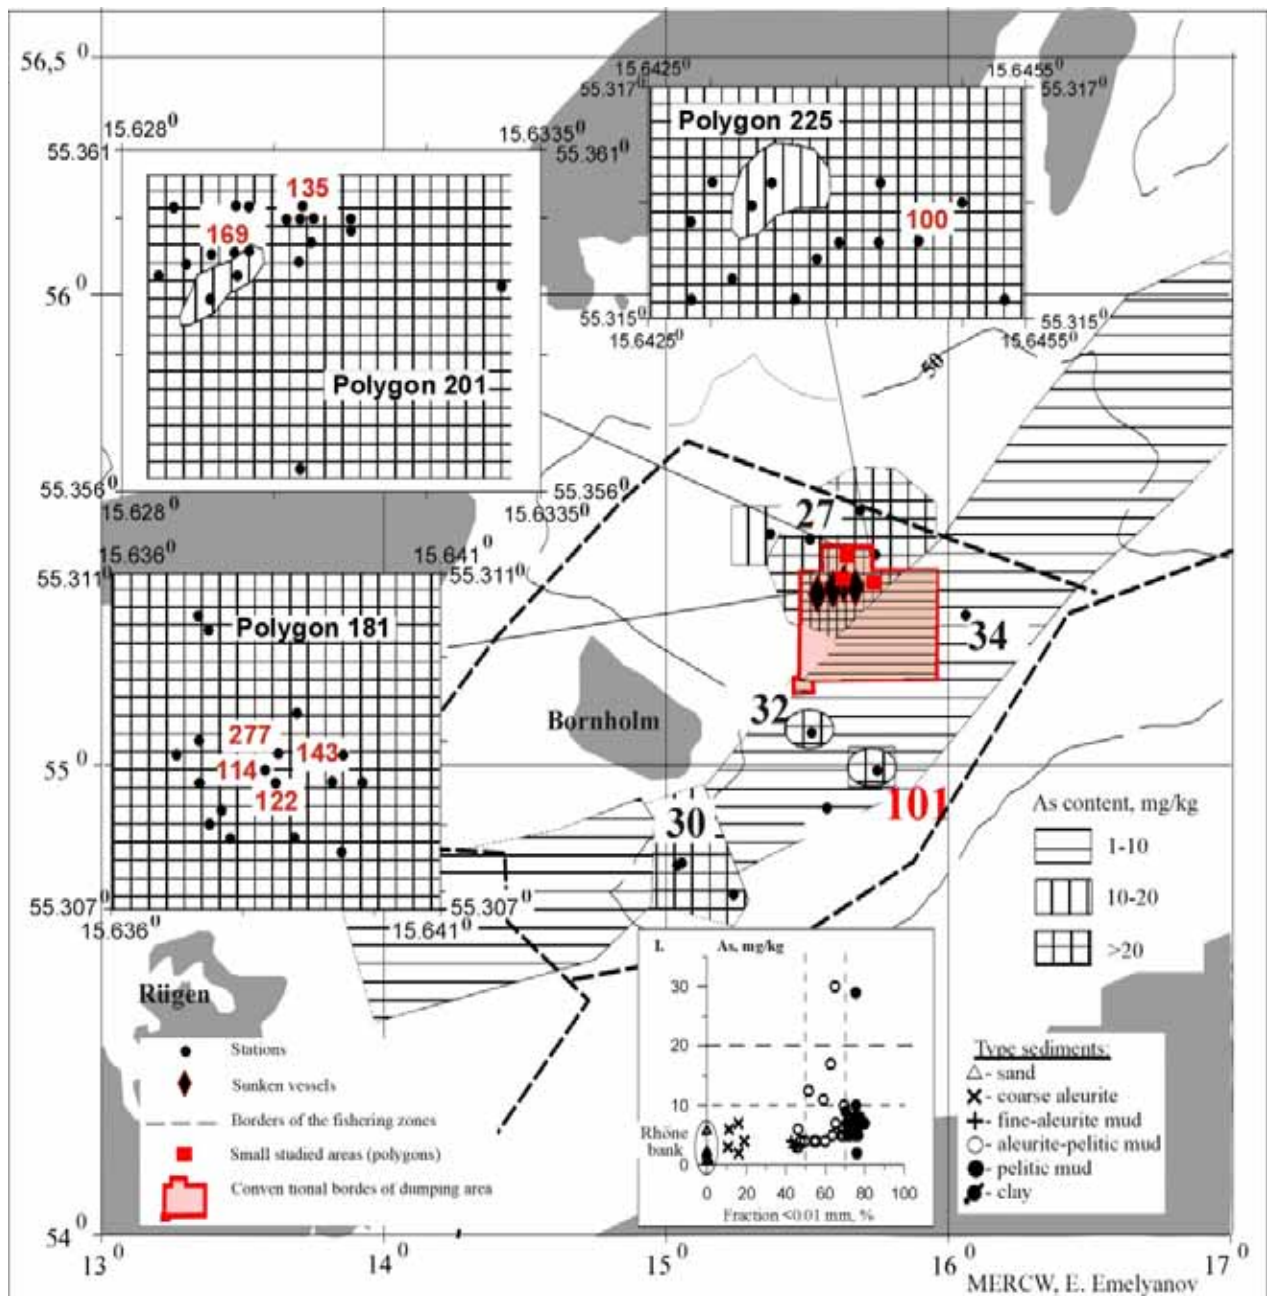 56,5⁰
56⁰
55⁰
54⁰
13⁰
14⁰
15⁰
16⁰
17⁰
15.628⁰
15.6335⁰
55.361
55.361⁰
135
169
Polygon 201
55.356⁰
55.356⁰
15.628⁰
15.6335⁰
15.6425⁰
15.6455⁰
55.317⁰
55.317⁰
Polygon 225
100
55.315⁰
55.315⁰
15.6425⁰
15.6455⁰
50
15.636⁰
15.641⁰
55.311⁰
55.311⁰
Polygon 181
277
143
114
122
55.307⁰
55.307⁰
15.636⁰
15.641⁰
27
34
32
101
30
Bornholm
Rügen
As content, mg/kg
1-10
10-20
>20
Stations
Sunken vessels
Borders of the fishering zones
Small studied areas (polygons)
Conven tional bordes of dumping area
I.
As, mg/kg
30
20
10
0
Rhöne
bank
0
20
40
60
80
100
Fraction <0.01 mm, %
Type sediments:
- sand
- coarse aleurite
- fine-aleurite mud
- aleurite-pelitic mud
- pelitic mud
- clay
MERCW, E. Emelyanov